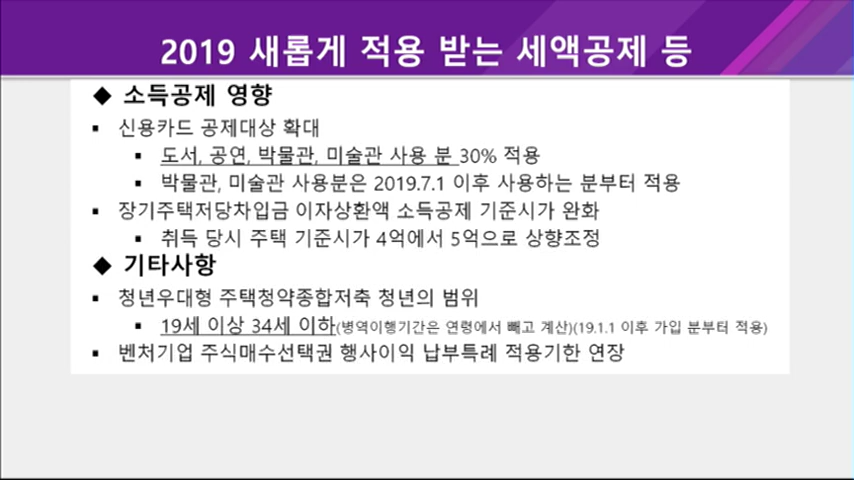 2019 새롭게 적용 받는 세액공제 등
◆ 소득공제 영향
▪ 신용카드 공제대상 확대
▪ 도서, 공연, 박물관, 미술관 사용 분 30% 적용
▪ 박물관, 미술관 사용분은 2019.7.1 이후 사용하는 분부터 적용
▪ 장기주택저당차입금 이자상환액 소득공제 기준시가 완화
▪ 취득 당시 주택 기준시가 4억에서 5억으로 상향조정
◆ 기타사항
▪ 청년우대형 주택청약종합저축 청년의 범위
▪ 19세 이상 34세 이하(병역이행기간은 연령에서 빼고 계산)(19.1.1 이후 가입 분부터 적용)
▪ 벤처기업 주식매수선택권 행사이익 납부특례 적용기한 연장